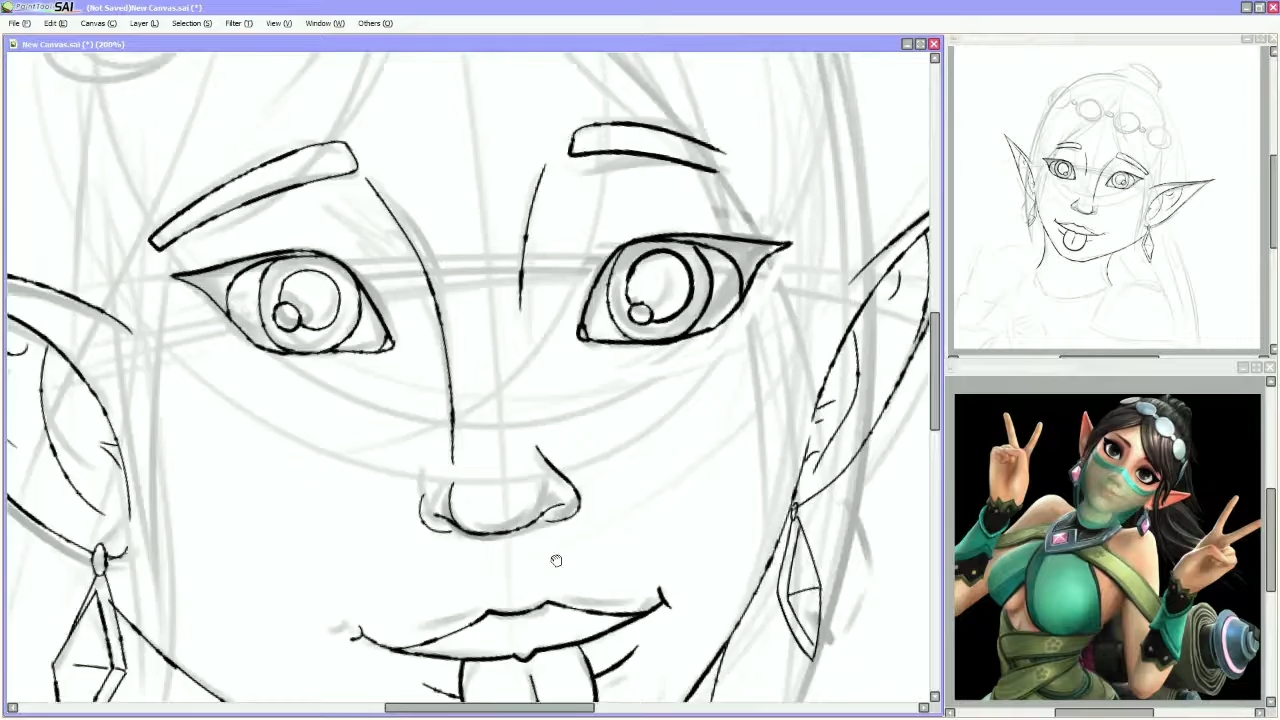 PaintTool SAI (Not Saved)New Canvas.sai (*)
File (F) Edit (E) Canvas (C) Layer (L) Selection (S) Filter (T) View (V) Window (W) Others (O)
New Canvas.sai (*) (200%)